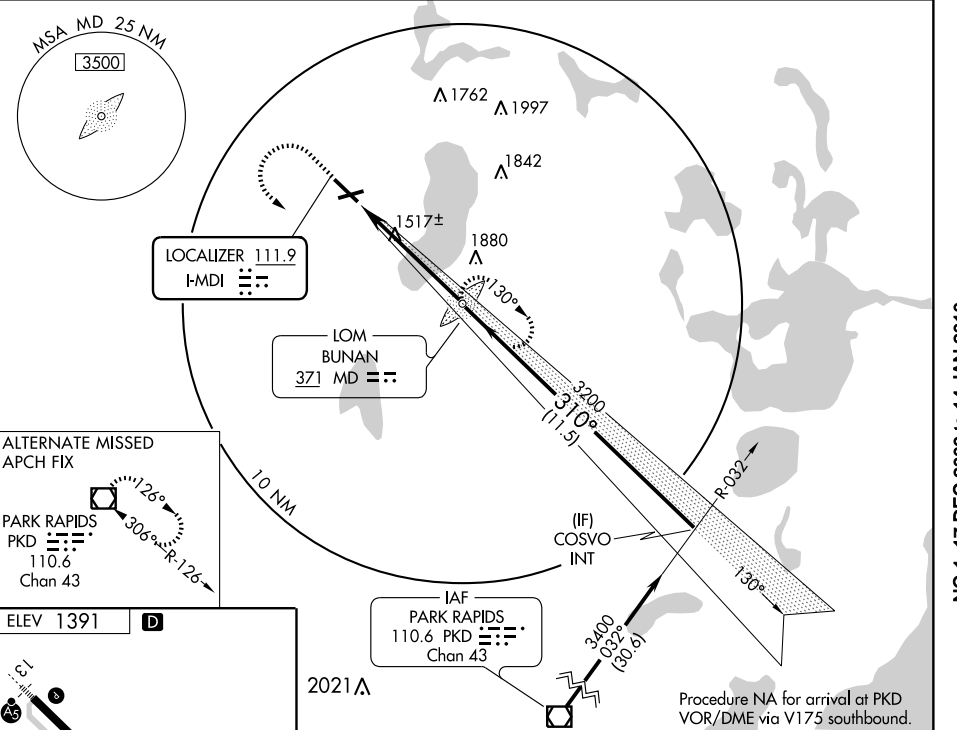 MSA MD 25 NM
3500
1762
1997
1842
1517±
1880
LOCALIZER 111.9
I-MDI
130°
LOM
BUNAN
371 MD
3200
310°
(11.5)
10 NM
R-032
(IF)
COSVO
INT
130°
ALTERNATE MISSED
APCH FIX
126°
306°
R-126
PARK RAPIDS
PKD
110.6
Chan 43
IAF
PARK RAPIDS
110.6 PKD
Chan 43
3400
032°
(30.6)
ELEV 1391 D
13
A5
P
2021
Procedure NA for arrival at PKD
VOR/DME via V175 southbound.